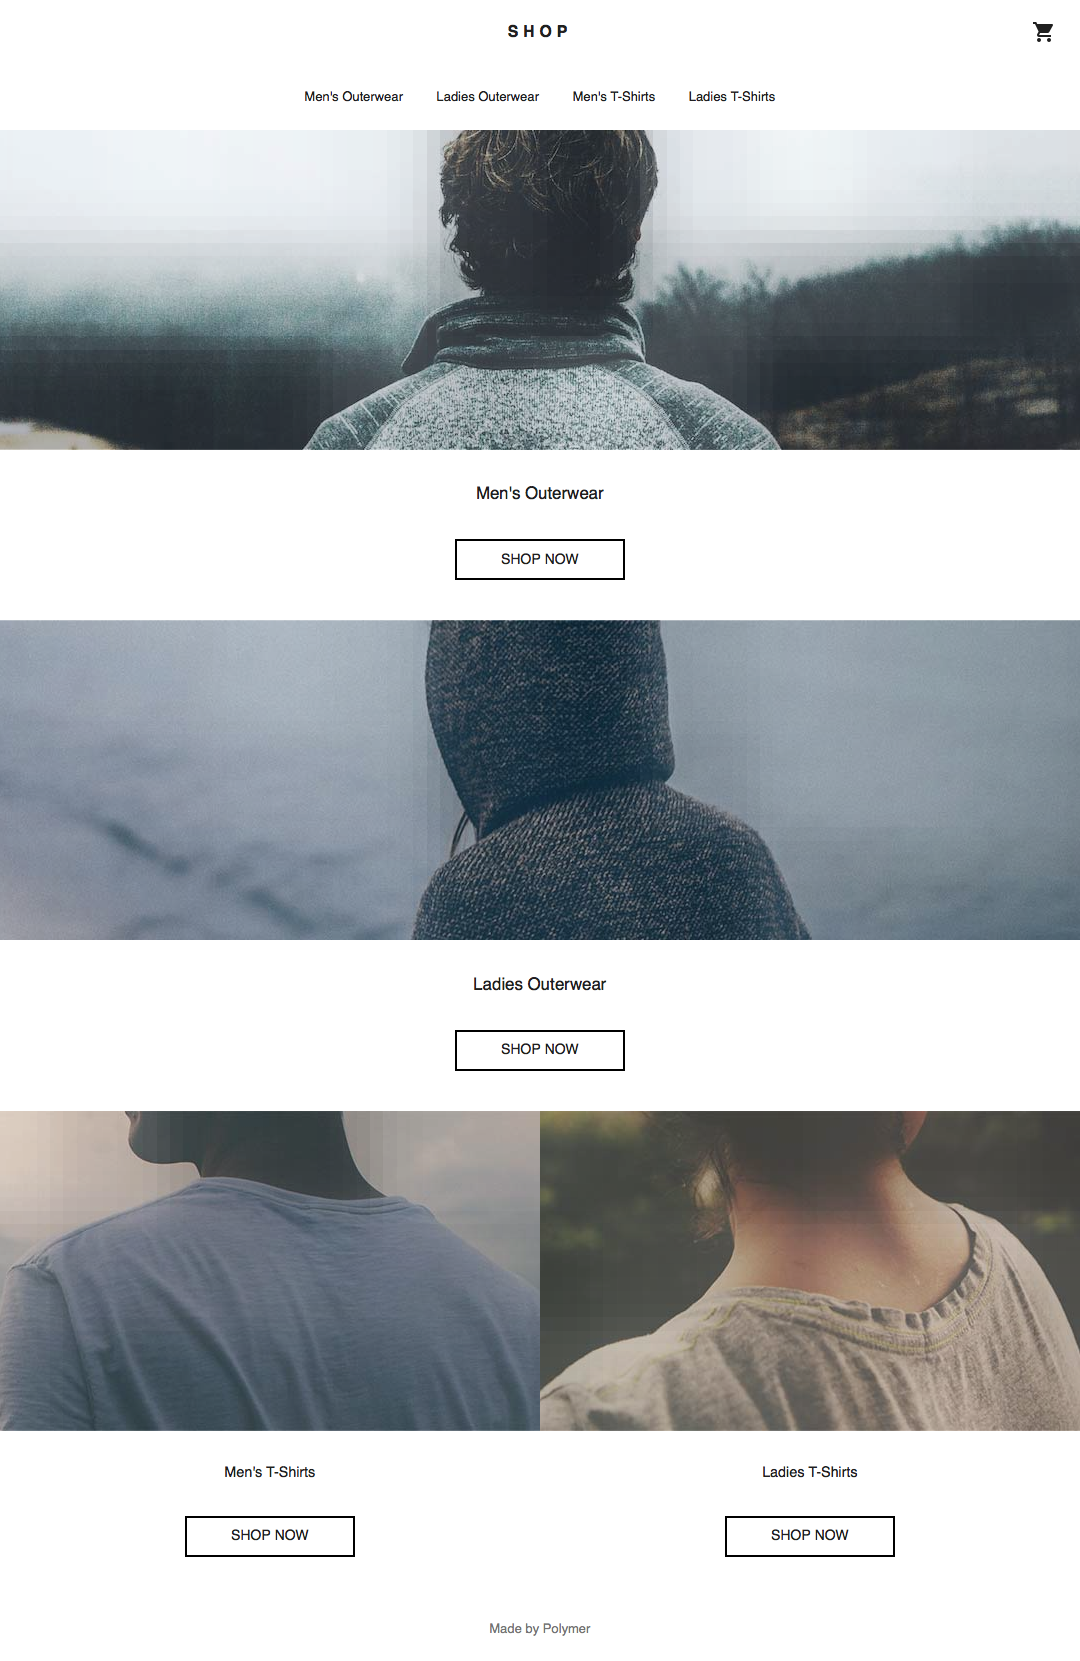 SHOP
Men's Outerwear Ladies Outerwear Men's T-Shirts Ladies T-Shirts
Men's Outerwear
SHOP NOW
Ladies Outerwear
SHOP NOW
Men's T-Shirts
SHOP NOW
Ladies T-Shirts
SHOP NOW
Made by Polymer